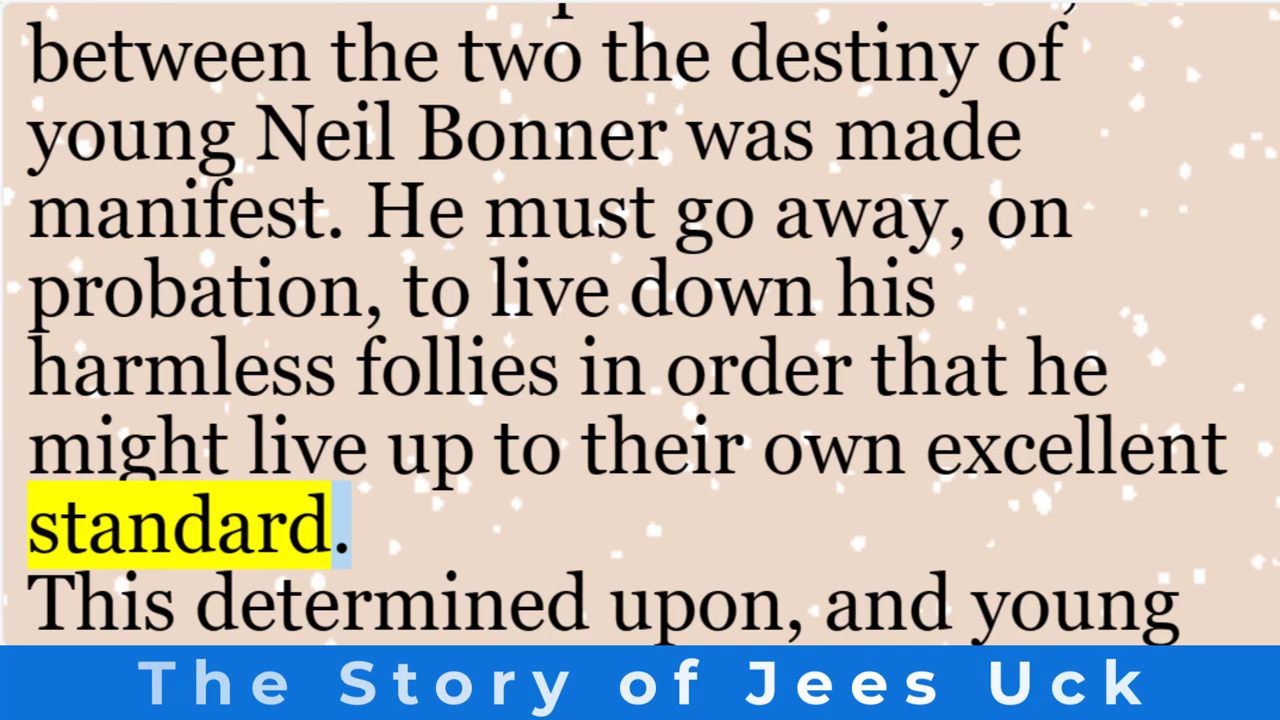 between the two the destiny of
young Neil Bonner was made
manifest. He must go away, on
probation, to live down his
harmless follies in order that he
might live up to their own excellent
standard.
This determined upon, and young
The Story of Jees Uck